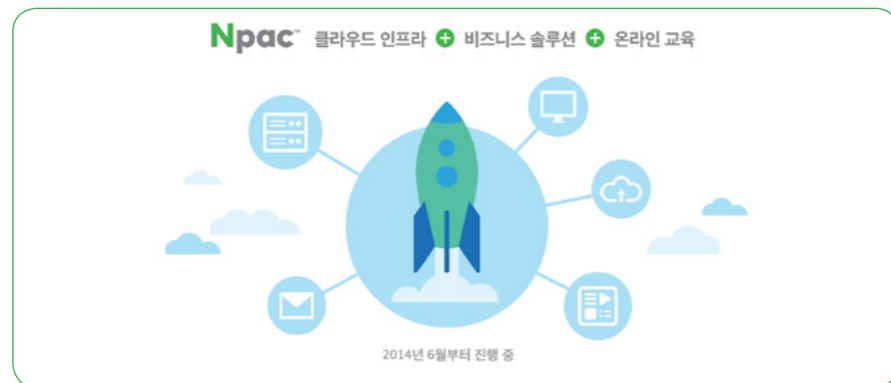 Npac™ 클라우드 인프라 + 비즈니스 솔루션 + 온라인 교육
2014년 6월부터 진행 중